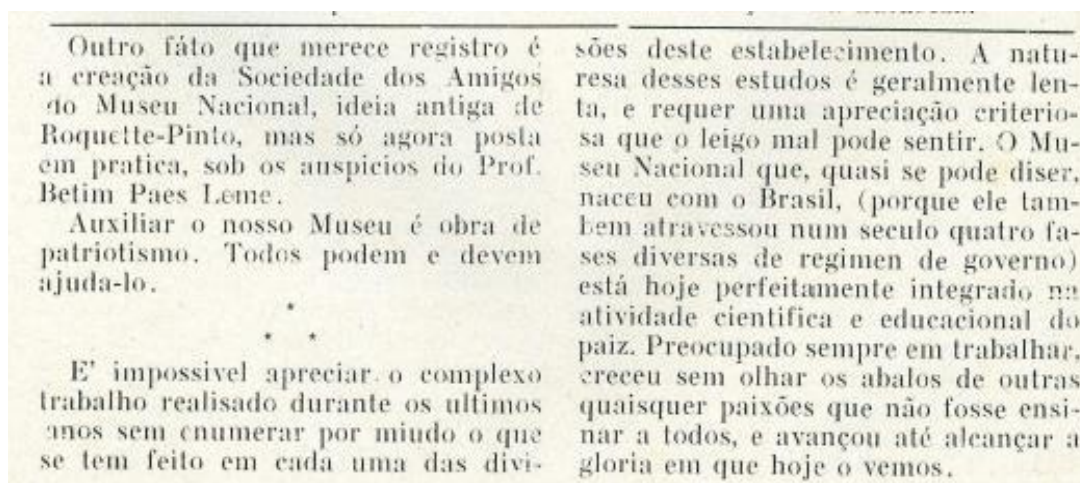 Outro fáto que merece registro é
a creação da Sociedade dos Amigos
do Museu Nacional, ideia antiga de
Roquette-Pinto, mas só agora posta
em pratica, sob os auspicios do Prof.
Betim Paes Leme.
Auxiliar o nosso Museu é obra de
patriotismo. Todos podem e devem
ajuda-lo.
*
* *
E' impossivel apreciar o complexo
trabalho realisado durante os ultimos
anos sem enumerar por miudo o que
se tem feito em cada uma das divi-
sões deste estabelecimento. A natu-
resa desses estudos é geralmente len-
ta, e requer uma apreciação criterio-
sa que o leigo mal pode sentir. O Mu-
seu Nacional que, quasi se pode diser,
naceu com o Brasil, (porque ele tam-
bem atravessou num seculo quatro fa-
ses diversas de regimen de governo)
está hoje perfeitamente integrado na
atividade cientifica e educacional do
paiz. Preocupado sempre em trabalhar,
creceu sem olhar os abalos de outras
quaisquer paixões que não fosse ensi-
nar a todos, e avançou até alcançar a
gloria em que hoje o vemos.